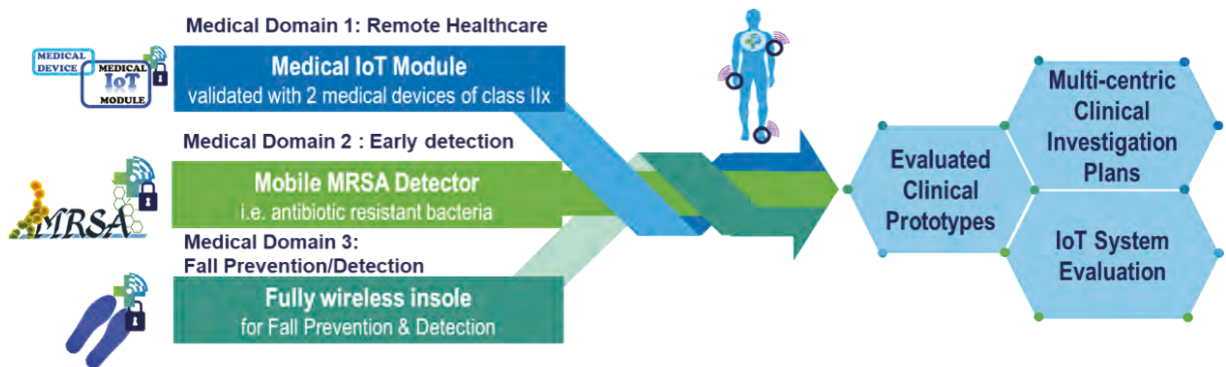 Medical Domain 1: Remote Healthcare
MEDICAL
DEVICE
MEDICAL
IoT
MODULE
Medical IoT Module
validated with 2 medical devices of class IIx
Medical Domain 2 : Early detection
MRSA
Mobile MRSA Detector
i.e. antibiotic resistant bacteria
Medical Domain 3:
Fall Prevention/Detection
Fully wireless insole
for Fall Prevention & Detection
Evaluated
Clinical
Prototypes
Multi-centric
Clinical
Investigation
Plans
IoT System
Evaluation